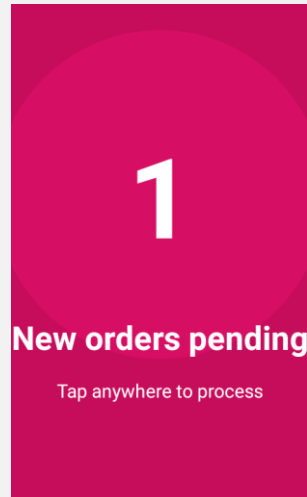 1
New orders pending
Tap anywhere to process